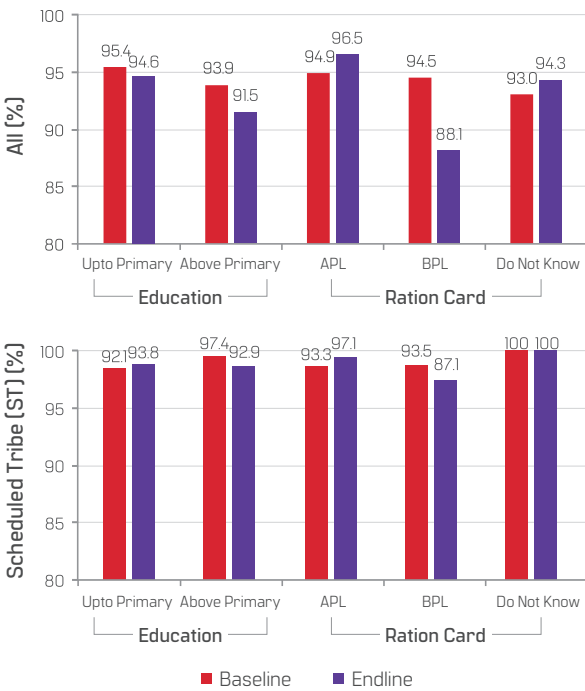 All (%)
100
95
90
85
80
95.4 94.6 93.9 91.5 94.9 96.5 94.5 88.1 93.0 94.3
Upto Primary Above Primary APL BPL Do Not Know
Education Ration Card
Scheduled Tribe (ST) (%)
100
95
90
85
80
92.1 93.8 97.4 92.9 93.3 97.1 93.5 87.1 100 100
Upto Primary Above Primary APL BPL Do Not Know
Education Ration Card
Baseline Endline